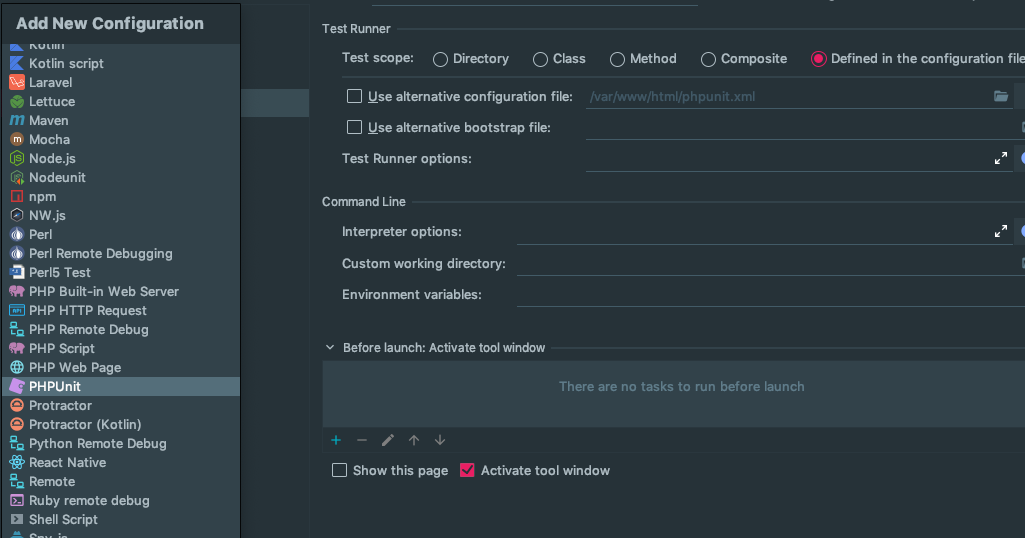 Add New Configuration
Kotlin
Kotlin script
Laravel
Lettuce
Maven
Mocha
Node.js
Nodeunit
npm
NW.js
Perl
Perl Remote Debugging
Perl5 Test
PHP Built-in Web Server
PHP HTTP Request
PHP Remote Debug
PHP Script
PHP Web Page
PHPUnit
Protractor
Protractor (Kotlin)
Python Remote Debug
React Native
Remote
Ruby remote debug
Shell Script
Spy-js
Test Runner
Test scope: Directory Class Method Composite Defined in the configuration file
Use alternative configuration file: /var/www/html/phpunit.xml
Use alternative bootstrap file:
Test Runner options:
Command Line
Interpreter options:
Custom working directory:
Environment variables:
Before launch: Activate tool window
There are no tasks to run before launch
Show this page Activate tool window